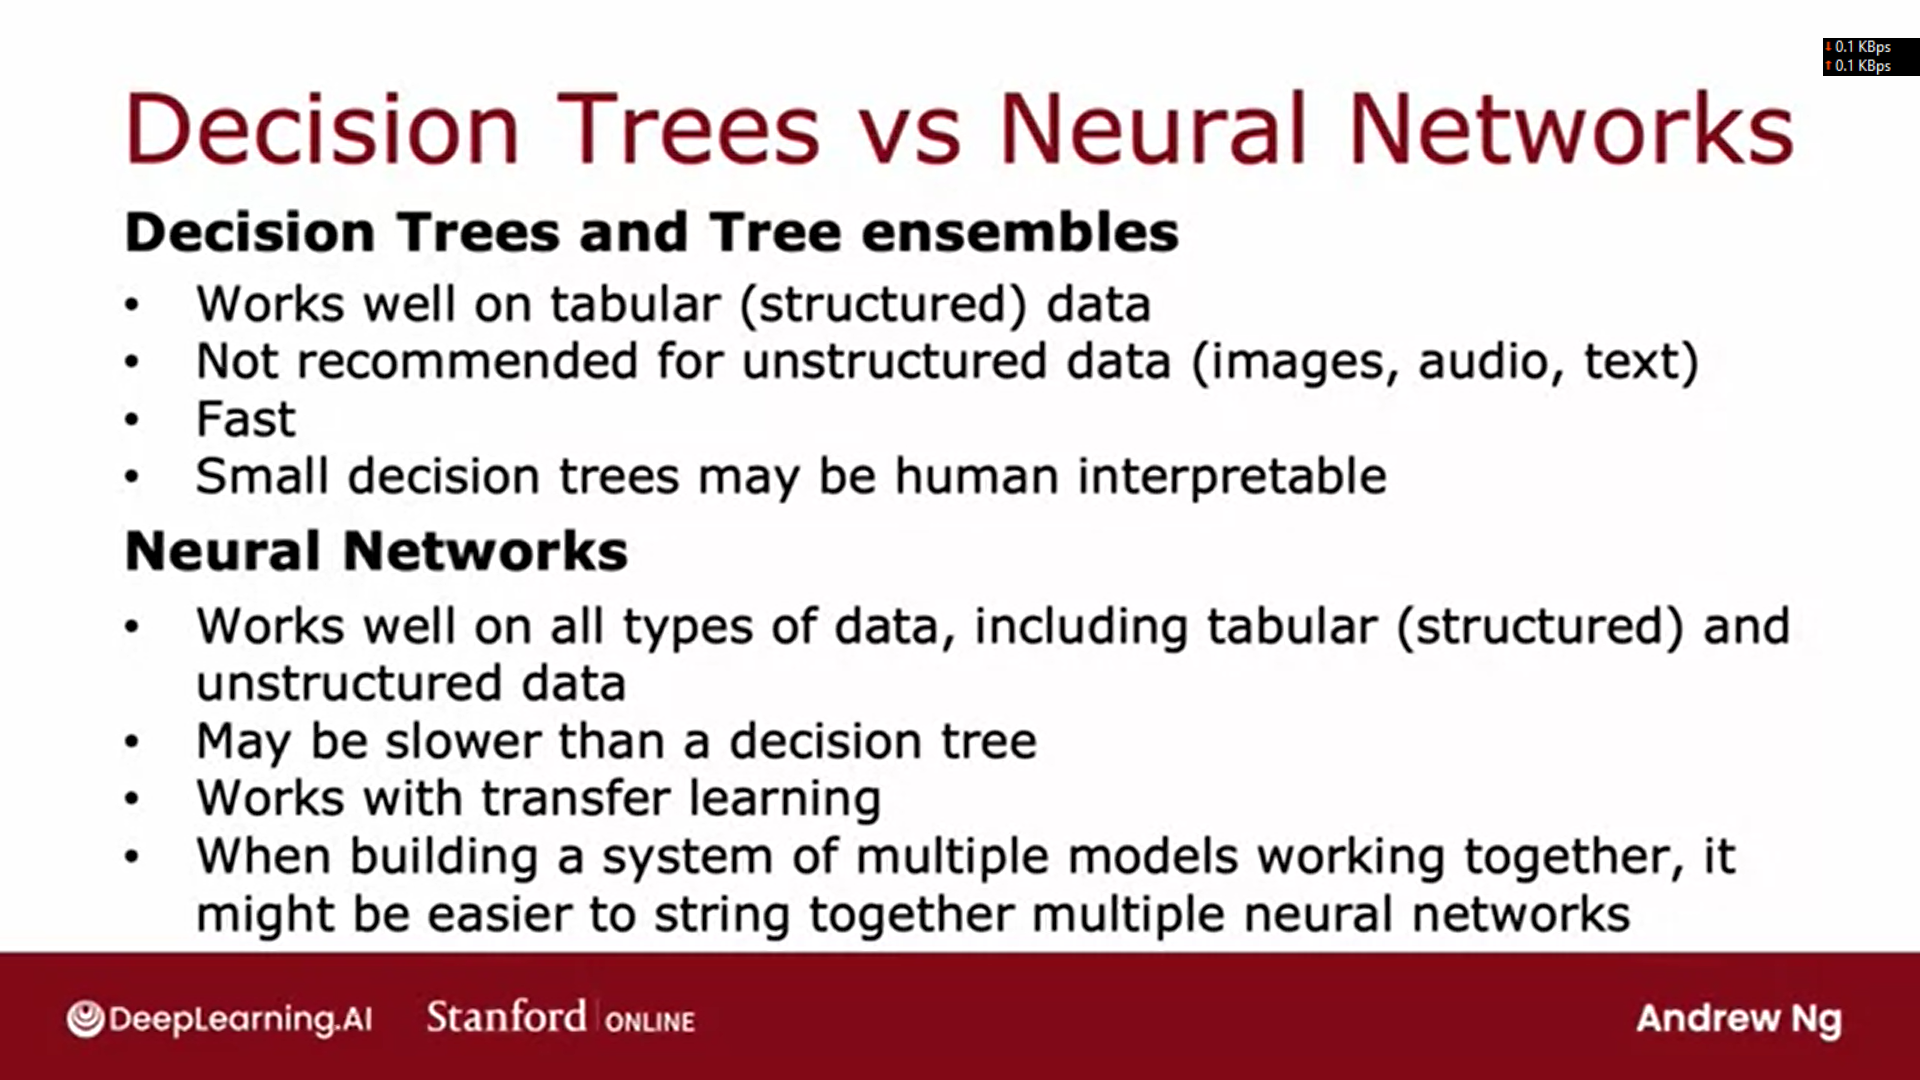 ↓ 0.1 KBps
↑ 0.1 KBps
Decision Trees vs Neural Networks
Decision Trees and Tree ensembles
• Works well on tabular (structured) data
• Not recommended for unstructured data (images, audio, text)
• Fast
• Small decision trees may be human interpretable
Neural Networks
• Works well on all types of data, including tabular (structured) and
unstructured data
• May be slower than a decision tree
• Works with transfer learning
• When building a system of multiple models working together, it
might be easier to string together multiple neural networks
DeepLearning.AI Stanford | ONLINE Andrew Ng